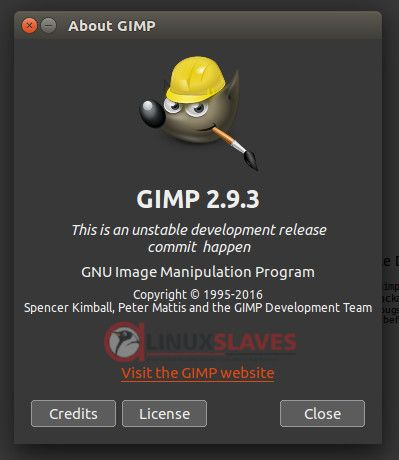 About GIMP
GIMP 2.9.3
This is an unstable development release
commit happen
GNU Image Manipulation Program
Copyright © 1995-2016
Spencer Kimball, Peter Mattis and the GIMP Development Team
LINUXSLAVES
Visit the GIMP website
Credits
License
Close